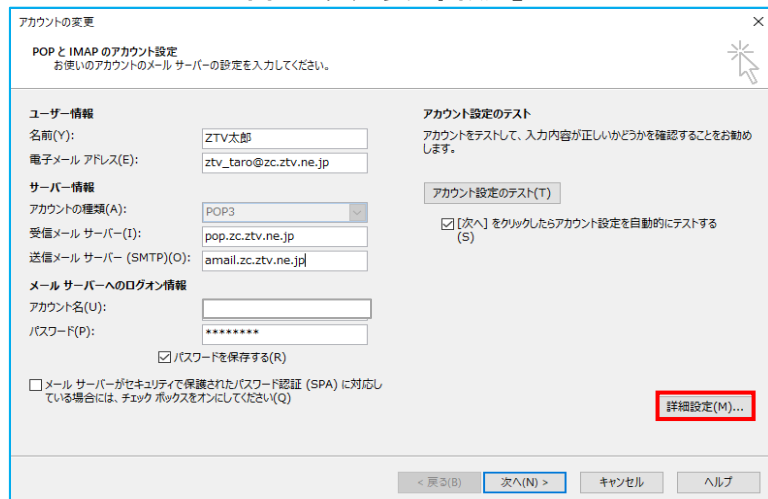 アカウントの変更
POP と IMAP のアカウント設定
お使いのアカウントのメール サーバーの設定を入力してください。
ユーザー情報
名前(Y):
ZTV太郎
電子メール アドレス(E):
ztv_taro@zc.ztv.ne.jp
サーバー情報
アカウントの種類(A):
POP3
受信メール サーバー(I):
pop.zc.ztv.ne.jp
送信メール サーバー (SMTP)(O):
amail.zc.ztv.ne.jp
メール サーバーへのログオン情報
アカウント名(U):
パスワード(P):
********
パスワードを保存する(R)
メール サーバーがセキュリティで保護されたパスワード認証 (SPA) に対応し
ている場合には、チェック ボックスをオンにしてください(Q)
アカウント設定のテスト
アカウントをテストして、入力内容が正しいかどうかを確認することをお勧め
します。
アカウント設定のテスト(T)
[次へ] をクリックしたらアカウント設定を自動的にテストする
(S)
詳細設定(M)...
< 戻る(B)
次へ(N) >
キャンセル
ヘルプ